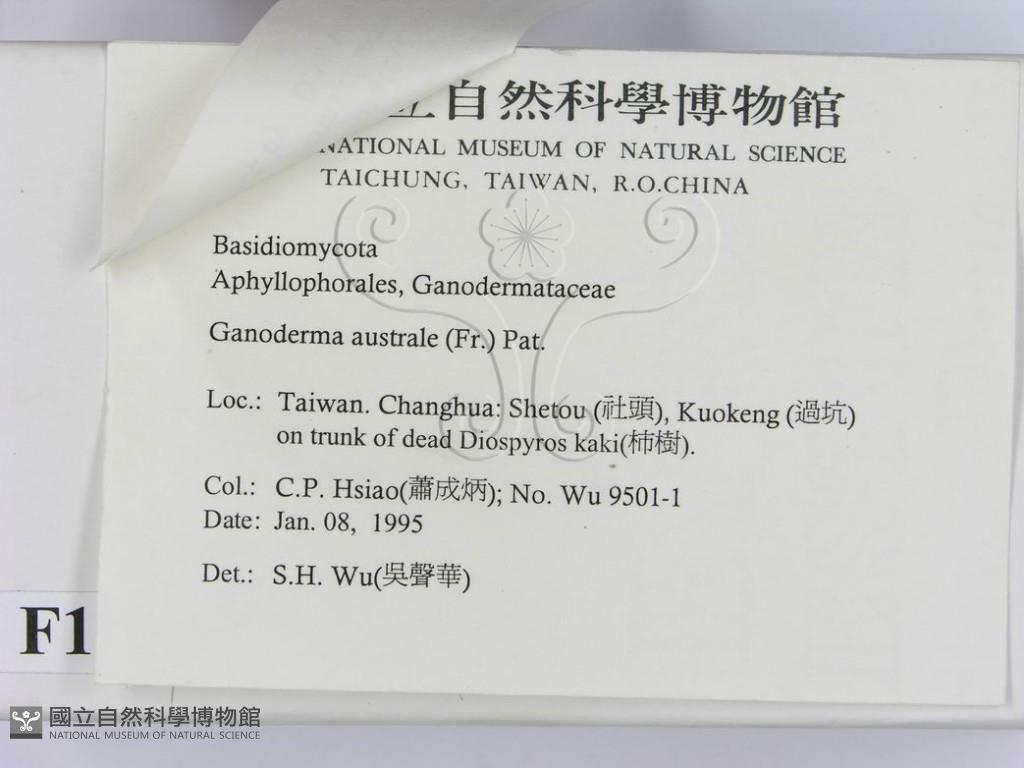 立自然科學博物館
NATIONAL MUSEUM OF NATURAL SCIENCE
TAICHUNG, TAIWAN, R.O.CHINA
Basidiomycota
Aphyllophorales, Ganodermataceae
Ganoderma australe (Fr.) Pat.
Loc.: Taiwan. Changhua: Shetou (社頭), Kuokeng (過坑)
on trunk of dead Diospyros kaki(柿樹).
Col.: C.P. Hsiao(蕭成炳); No. Wu 9501-1
Date: Jan. 08, 1995
Det.: S.H. Wu(吳聲華)
F1
國立自然科學博物館
NATIONAL MUSEUM OF NATURAL SCIENCE